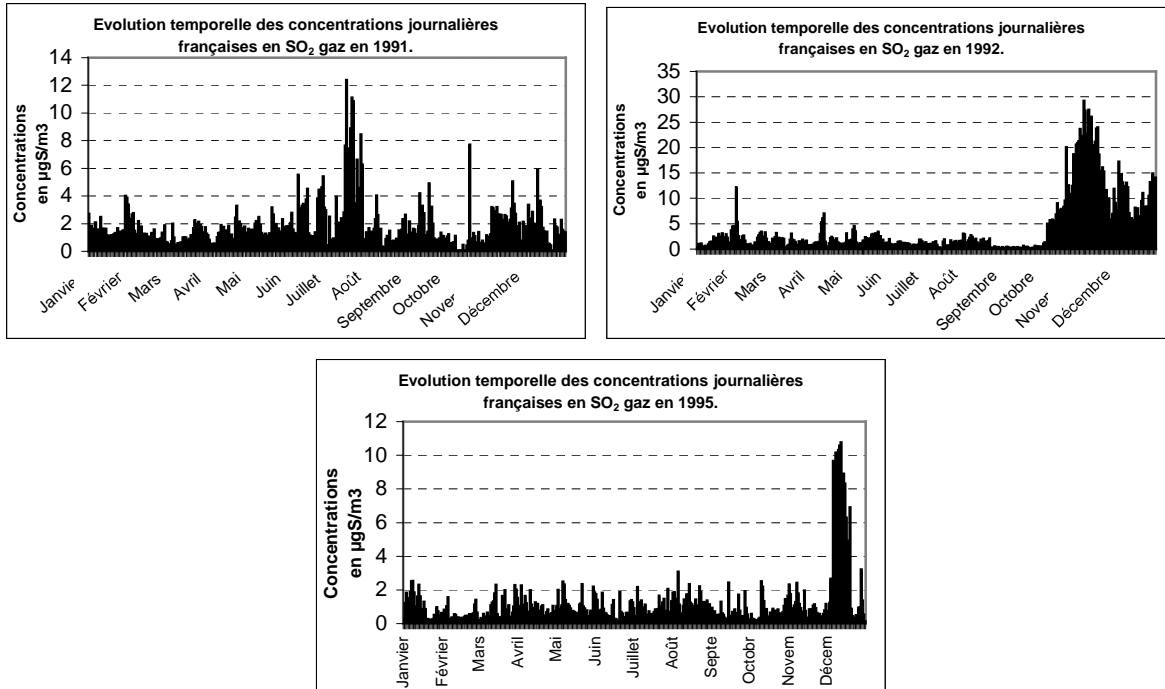 Evolution temporelle des concentrations journalières
françaises en SO2 gaz en 1991.
Concentrations
en µgS/m3
14
12
10
8
6
4
2
0
Janvie
Février
Mars
Avril
Mai
Juin
Juillet
Août
Septembre
Octobre
Nover
Décembre
Evolution temporelle des concentrations journalières
françaises en SO2 gaz en 1992.
Concentrations
en µgS/m3
35
30
25
20
15
10
5
0
Janvier
Février
Mars
Avril
Mai
Juin
Juillet
Août
Septembre
Octobre
Nover
Décembre
Evolution temporelle des concentrations journalières
françaises en SO2 gaz en 1995.
Concentrations
en µgS/m3
12
10
8
6
4
2
0
Janvier
Février
Mars
Avril
Mai
Juin
Juillet
Août
Septe
Octobr
Novem
Décem